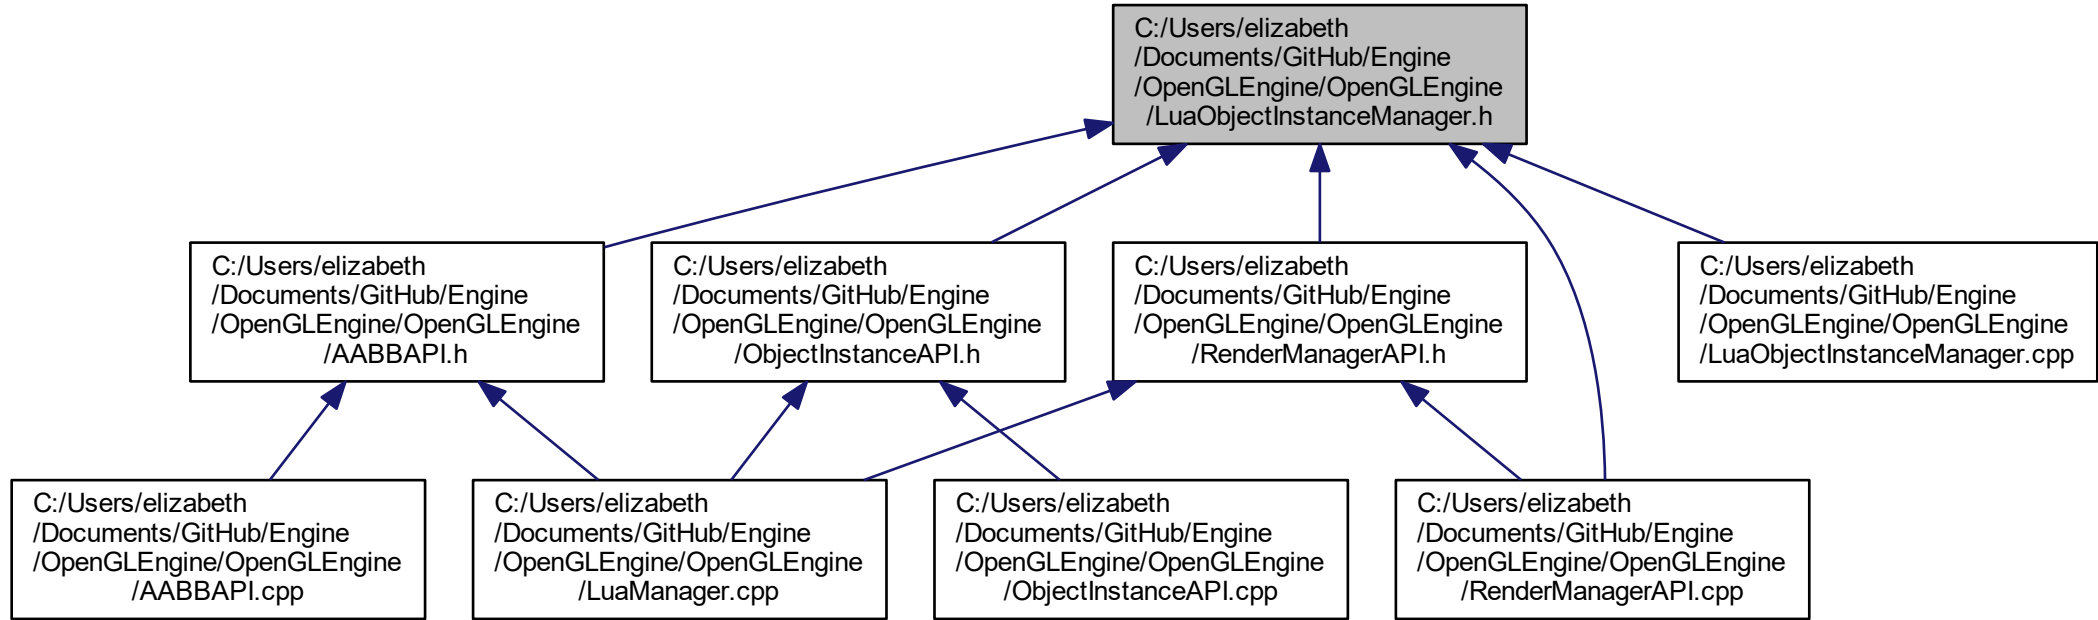 C:/Users/elizabeth
/Documents/GitHub/Engine
/OpenGLEngine/OpenGLEngine
/LuaObjectInstanceManager.h
C:/Users/elizabeth
/Documents/GitHub/Engine
/OpenGLEngine/OpenGLEngine
/AABBAPI.h
C:/Users/elizabeth
/Documents/GitHub/Engine
/OpenGLEngine/OpenGLEngine
/ObjectInstanceAPI.h
C:/Users/elizabeth
/Documents/GitHub/Engine
/OpenGLEngine/OpenGLEngine
/RenderManagerAPI.h
C:/Users/elizabeth
/Documents/GitHub/Engine
/OpenGLEngine/OpenGLEngine
/LuaObjectInstanceManager.cpp
C:/Users/elizabeth
/Documents/GitHub/Engine
/OpenGLEngine/OpenGLEngine
/AABBAPI.cpp
C:/Users/elizabeth
/Documents/GitHub/Engine
/OpenGLEngine/OpenGLEngine
/LuaManager.cpp
C:/Users/elizabeth
/Documents/GitHub/Engine
/OpenGLEngine/OpenGLEngine
/ObjectInstanceAPI.cpp
C:/Users/elizabeth
/Documents/GitHub/Engine
/OpenGLEngine/OpenGLEngine
/RenderManagerAPI.cpp